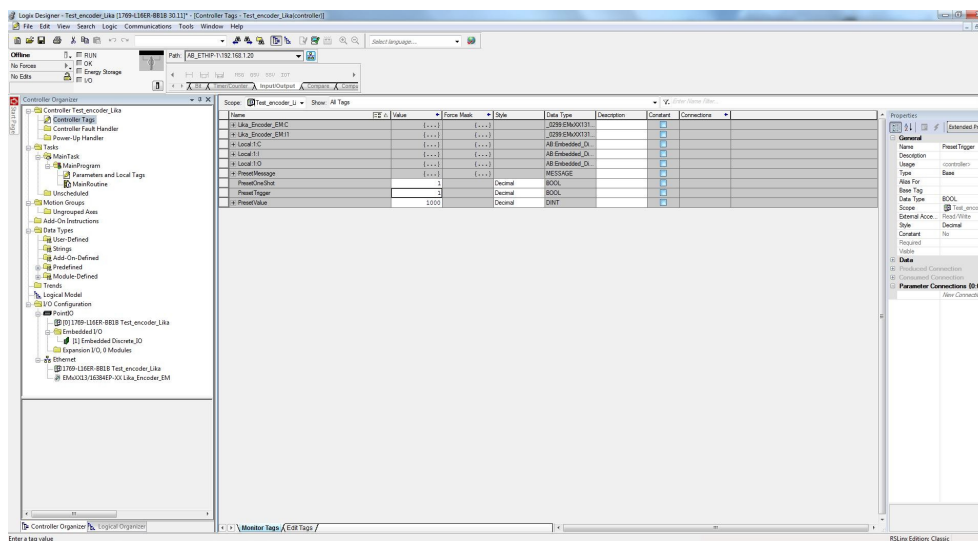 Logix Designer - Test_encoder_Lika [1769-L16ER-BB1B 30.11]* - [Controller Tags - Test_encoder_Lika(controller)]
File Edit View Search Logic Communications Tools Window Help
Select language...
Offline RUN Path: AB_ETHIP-1\192.168.1.20
No Forces OK
No Edits Energy Storage
I/O
Bit Timer/Counter Input/Output Compare
Controller Organizer
Controller Test_encoder_Lika
Controller Tags
Controller Fault Handler
Power-Up Handler
Tasks
MainTask
MainProgram
Parameters and Local Tags
MainRoutine
Unscheduled
Motion Groups
Ungrouped Axes
Add-On Instructions
Data Types
User-Defined
Strings
Add-On-Defined
Predefined
Module-Defined
Trends
Logical Model
I/O Configuration
PointIO
[0] 1769-L16ER-BB1B Test_encoder_Lika
Embedded I/O
[1] Embedded Discrete_IO
Expansion I/O, 0 Modules
Ethernet
1769-L16ER-BB1B Test_encoder_Lika
EMxXX13/16384EP-XX Lika_Encoder_EM
Controller Organizer Logical Organizer
Scope: Test_encoder_Li Show: All Tags Enter Name Filter...
Name Value Force Mask Style Data Type Description Constant Connections
+ Lika_Encoder_EM:C {...} {...} _0299:EMxXX131...
+ Lika_Encoder_EM:I1 {...} {...} _0299:EMxXX131...
+ Local:1:C {...} {...} AB:Embedded_Di...
+ Local:1:I {...} {...} AB:Embedded_Di...
+ Local:1:O {...} {...} AB:Embedded_Di...
+ PresetMessage {...} {...} MESSAGE
PresetOneShot 1 Decimal BOOL
PresetTrigger 1 Decimal BOOL
+ PresetValue 1000 Decimal DINT
Monitor Tags Edit Tags
Properties
Extended Pr
General
Name PresetTrigger
Description
Usage <controller>
Type Base
Alias For
Base Tag
Data Type BOOL
Scope Test_enco
External Acce... Read/Write
Style Decimal
Constant No
Required
Visible
Data
Produced Connection
Consumed Connection
Parameter Connections {0:
New Connecti
Enter a tag value
RSLinx Edition: Classic